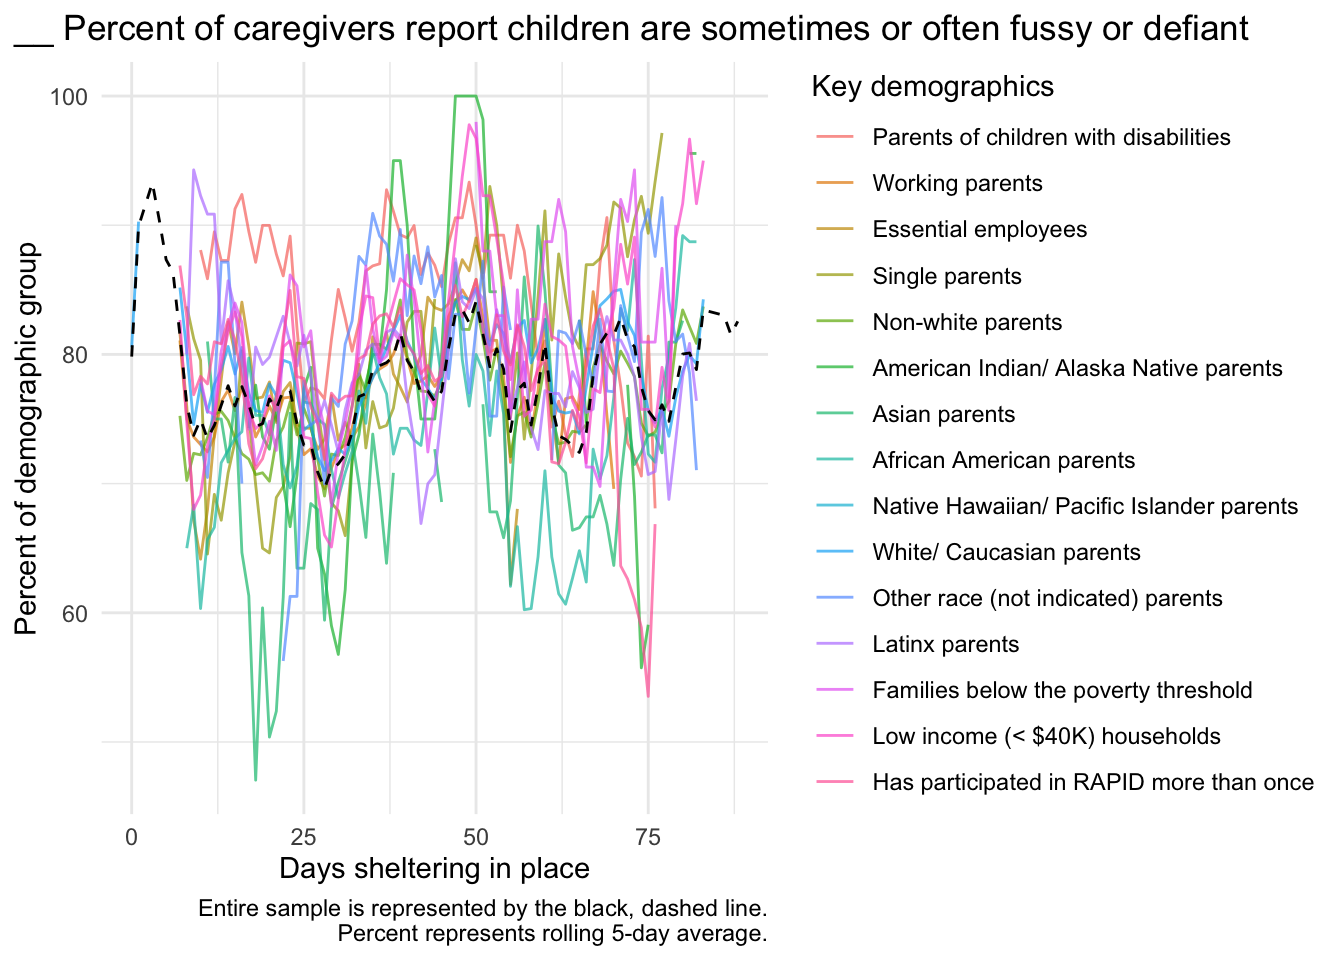 __ Percent of caregivers report children are sometimes or often fussy or defiant
Percent of demographic group
100
80
60
0
25
50
75
Days sheltering in place
Key demographics
Parents of children with disabilities
Working parents
Essential employees
Single parents
Non-white parents
American Indian/ Alaska Native parents
Asian parents
African American parents
Native Hawaiian/ Pacific Islander parents
White/ Caucasian parents
Other race (not indicated) parents
Latinx parents
Families below the poverty threshold
Low income (< $40K) households
Has participated in RAPID more than once
Entire sample is represented by the black, dashed line.
Percent represents rolling 5-day average.